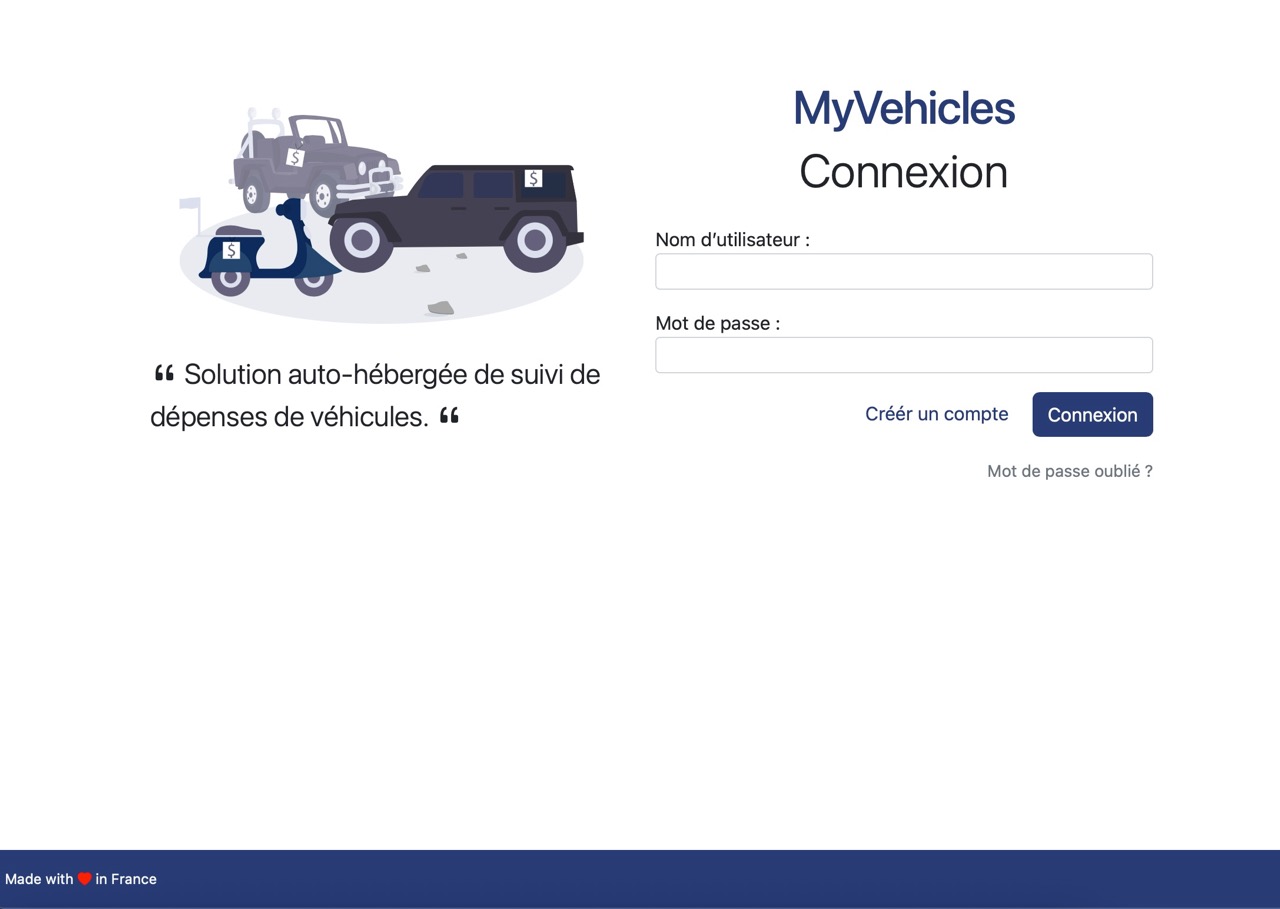 $
$
$
“ Solution auto-hébergée de suivi de
dépenses de véhicules. “
MyVehicles
Connexion
Nom d’utilisateur :
Mot de passe :
Créér un compte Connexion
Mot de passe oublié ?
Made with ❤ in France